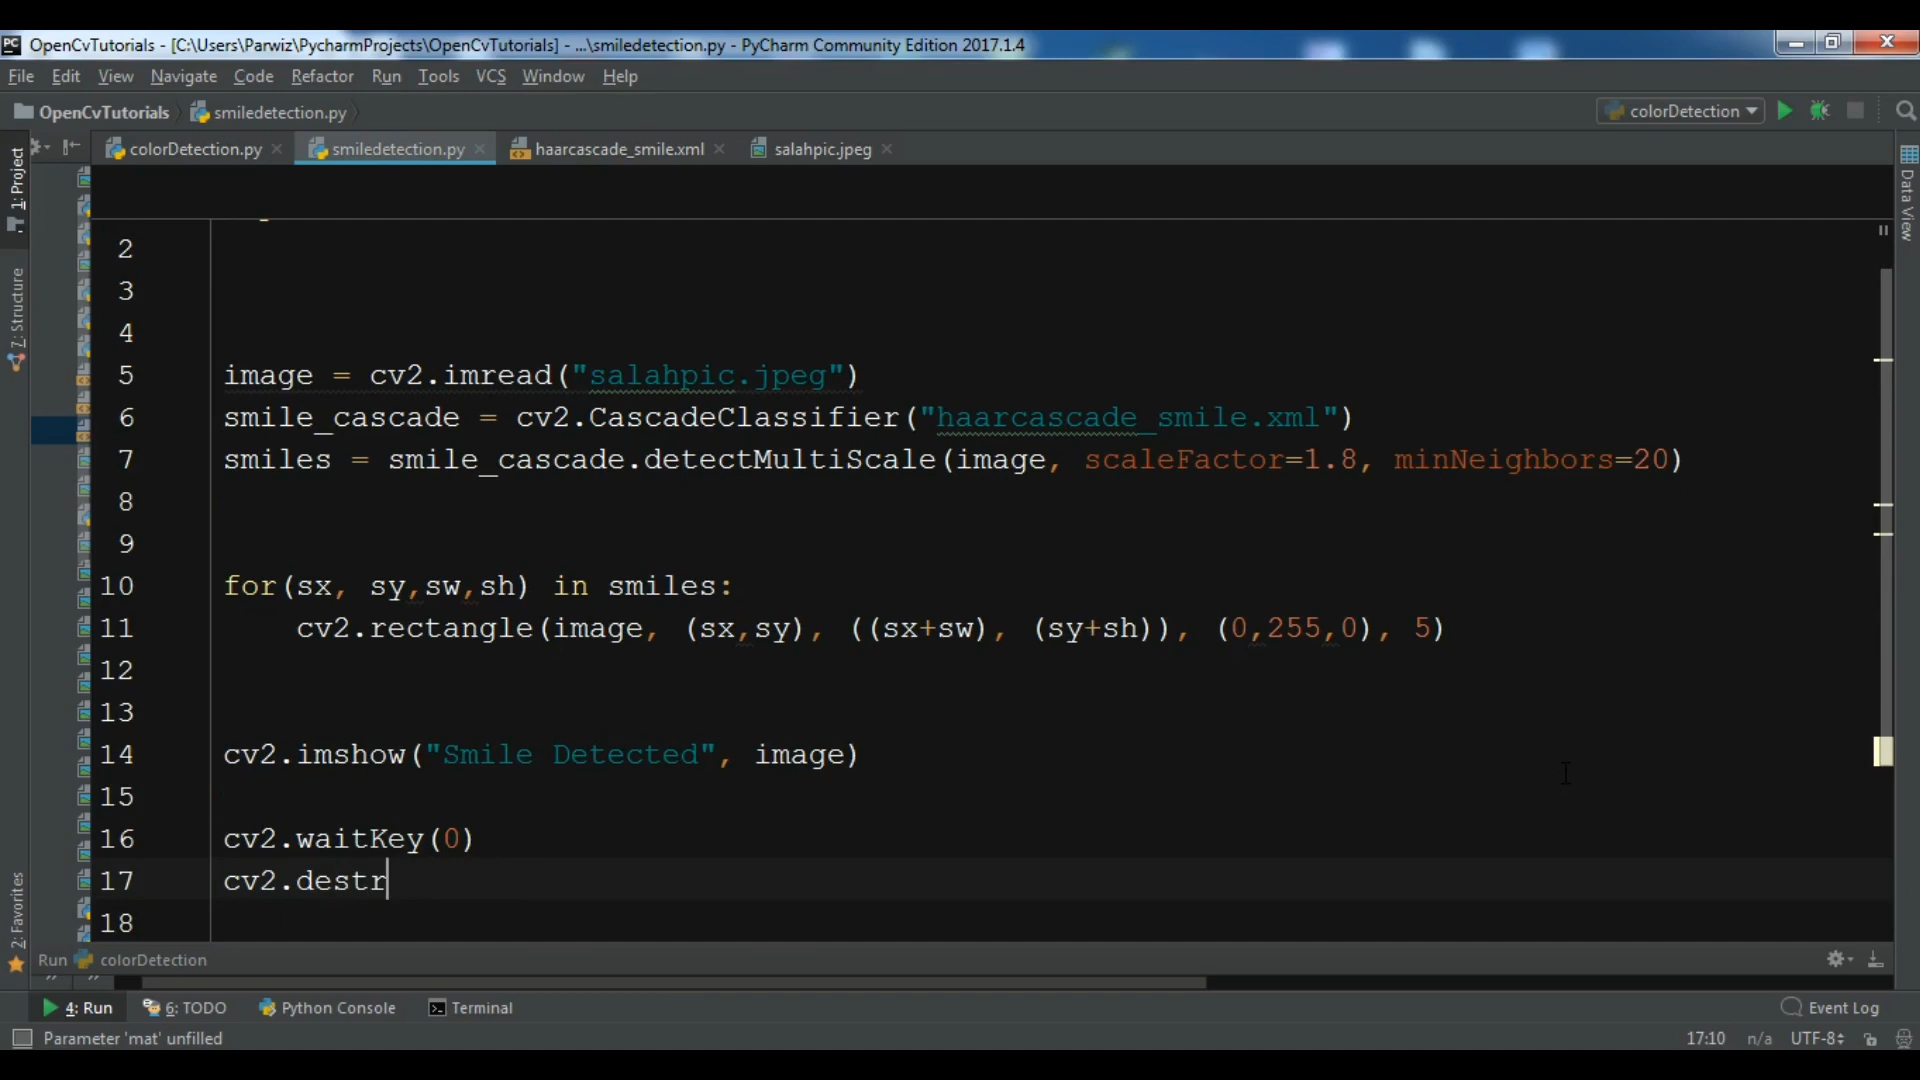 OpenCvTutorials - [C:\Users\Parwiz\PycharmProjects\OpenCvTutorials] - ...\smiledetection.py - PyCharm Community Edition 2017.1.4
File Edit View Navigate Code Refactor Run Tools VCS Window Help
OpenCvTutorials smiledetection.py colorDetection
1: Project
7: Structure
2: Favorites
Data View
colorDetection.py smiledetection.py haarcascade_smile.xml salahpic.jpeg
2
3
4
5 image = cv2.imread("salahpic.jpeg")
6 smile_cascade = cv2.CascadeClassifier("haarcascade_smile.xml")
7 smiles = smile_cascade.detectMultiScale(image, scaleFactor=1.8, minNeighbors=20)
8
9
10 for(sx, sy,sw,sh) in smiles:
11 cv2.rectangle(image, (sx,sy), ((sx+sw), (sy+sh)), (0,255,0), 5)
12
13
14 cv2.imshow("Smile Detected", image)
15
16 cv2.waitKey(0)
17 cv2.destr
18
Run colorDetection
4: Run 6: TODO Python Console Terminal Event Log
Parameter 'mat' unfilled 17:10 n/a UTF-8